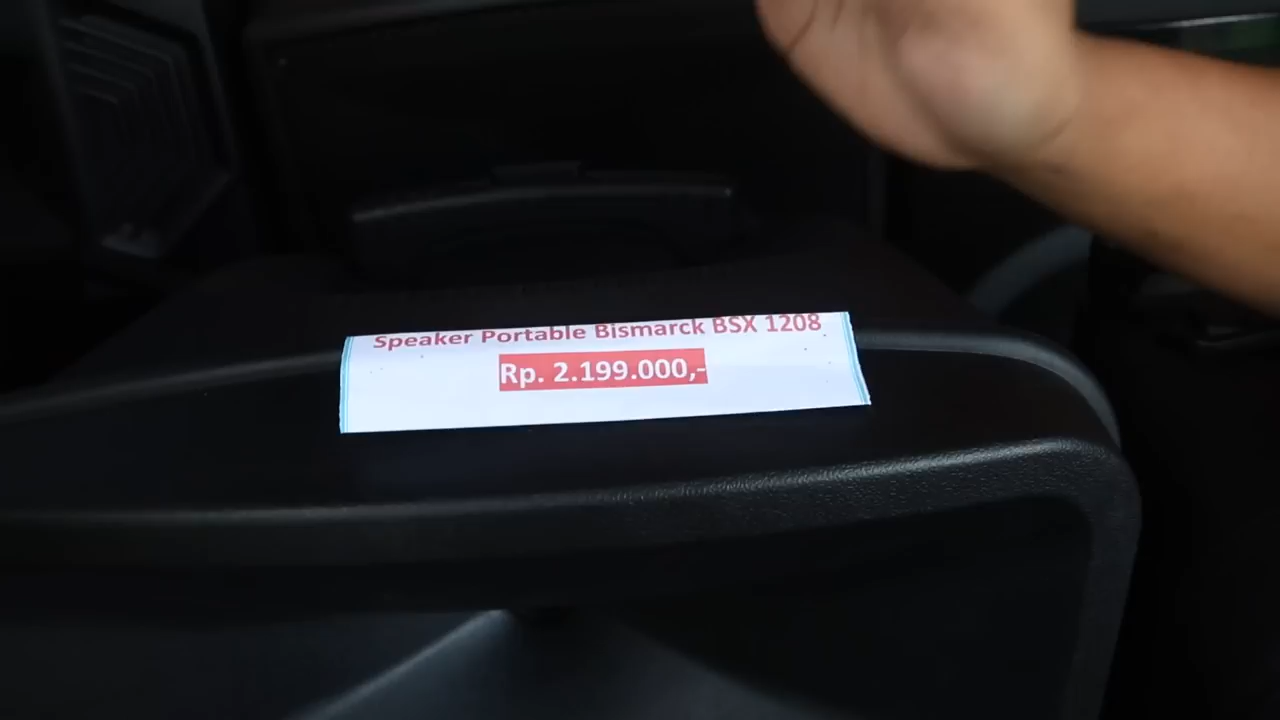 Speaker Portable Bismarck BSX 1208
Rp. 2.199.000,-